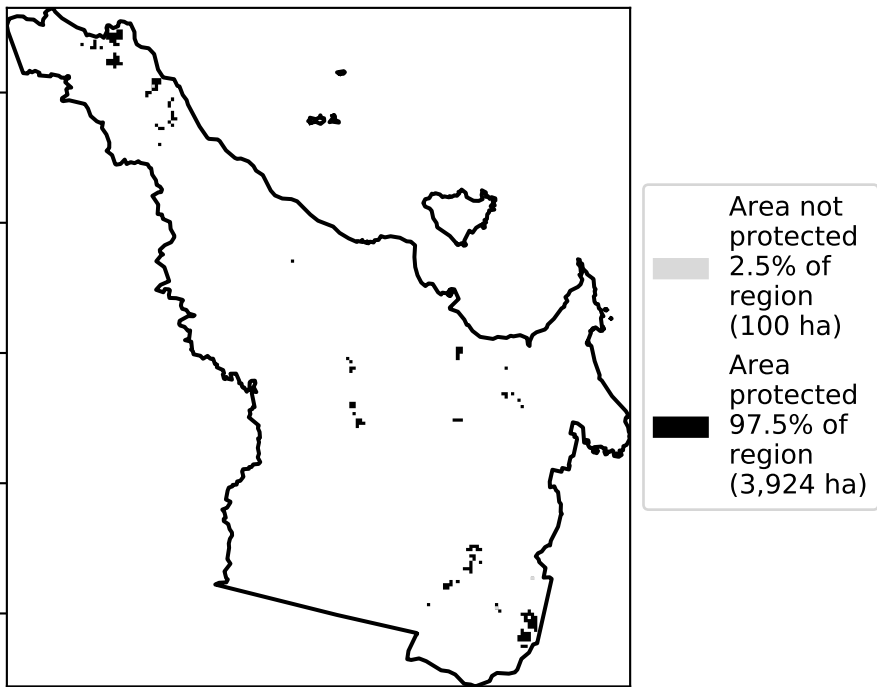 Area not
protected
2.5% of
region
(100 ha)
Area
protected
97.5% of
region
(3,924 ha)